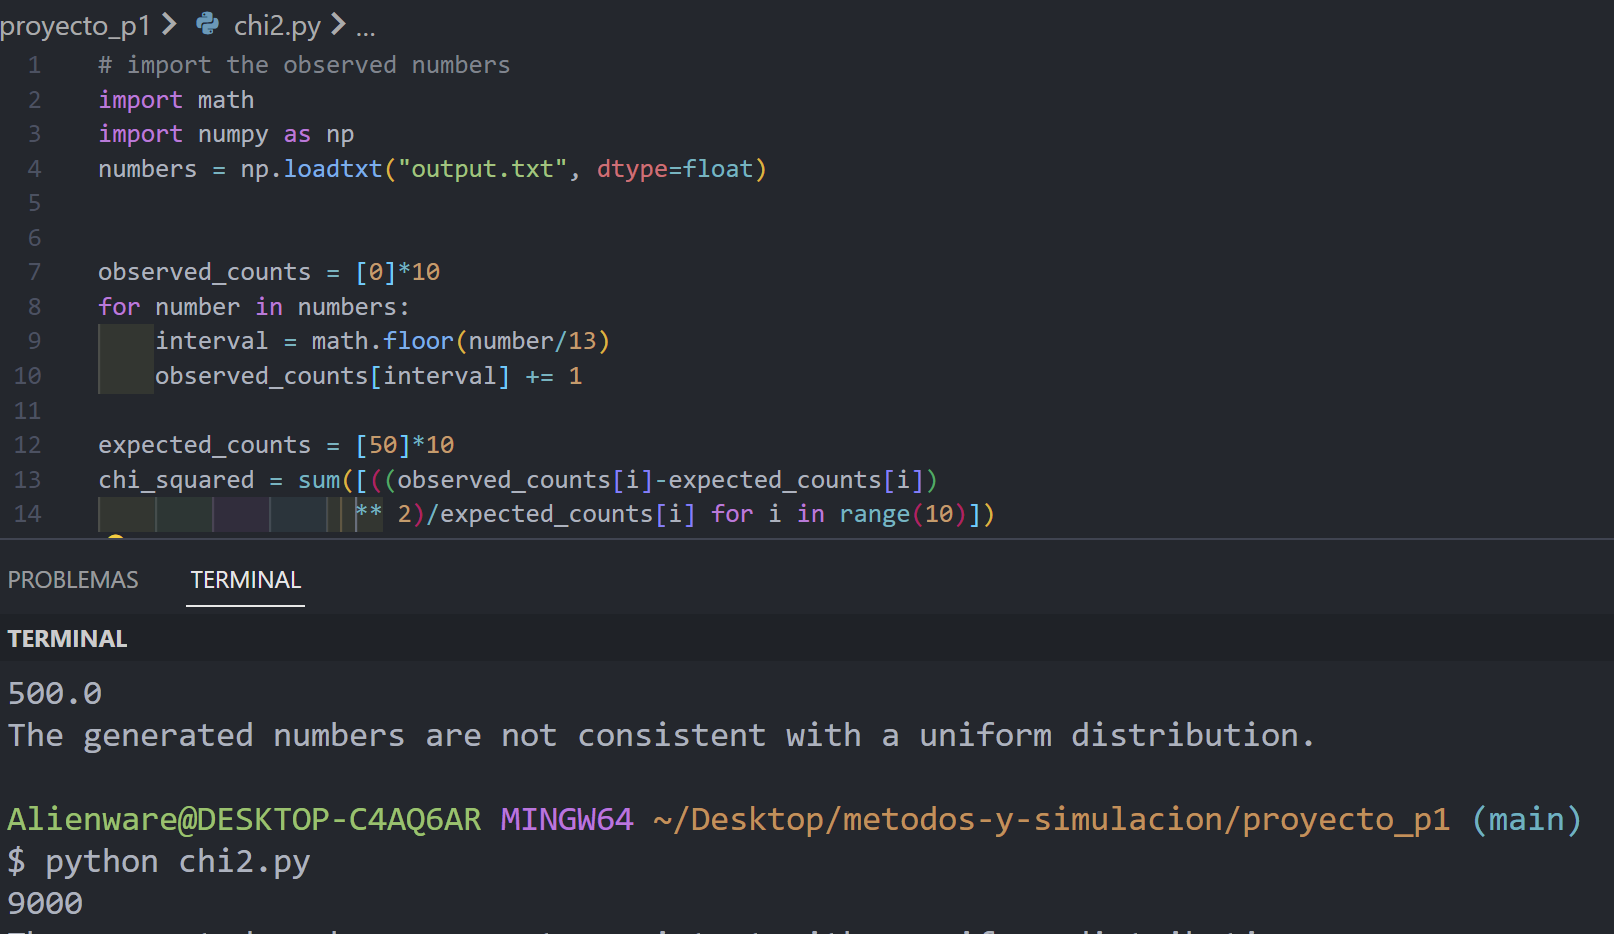 proyecto_p1 > chi2.py > ...
1 # import the observed numbers
2 import math
3 import numpy as np
4 numbers = np.loadtxt("output.txt", dtype=float)
5
6
7 observed_counts = [0]*10
8 for number in numbers:
9 interval = math.floor(number/13)
10 observed_counts[interval] += 1
11
12 expected_counts = [50]*10
13 chi_squared = sum([((observed_counts[i]-expected_counts[i])
14 ** 2)/expected_counts[i] for i in range(10)])
PROBLEMAS TERMINAL
TERMINAL
500.0
The generated numbers are not consistent with a uniform distribution.
Alienware@DESKTOP-C4AQ6AR MINGW64 ~/Desktop/metodos-y-simulacion/proyecto_p1 (main)
$ python chi2.py
9000